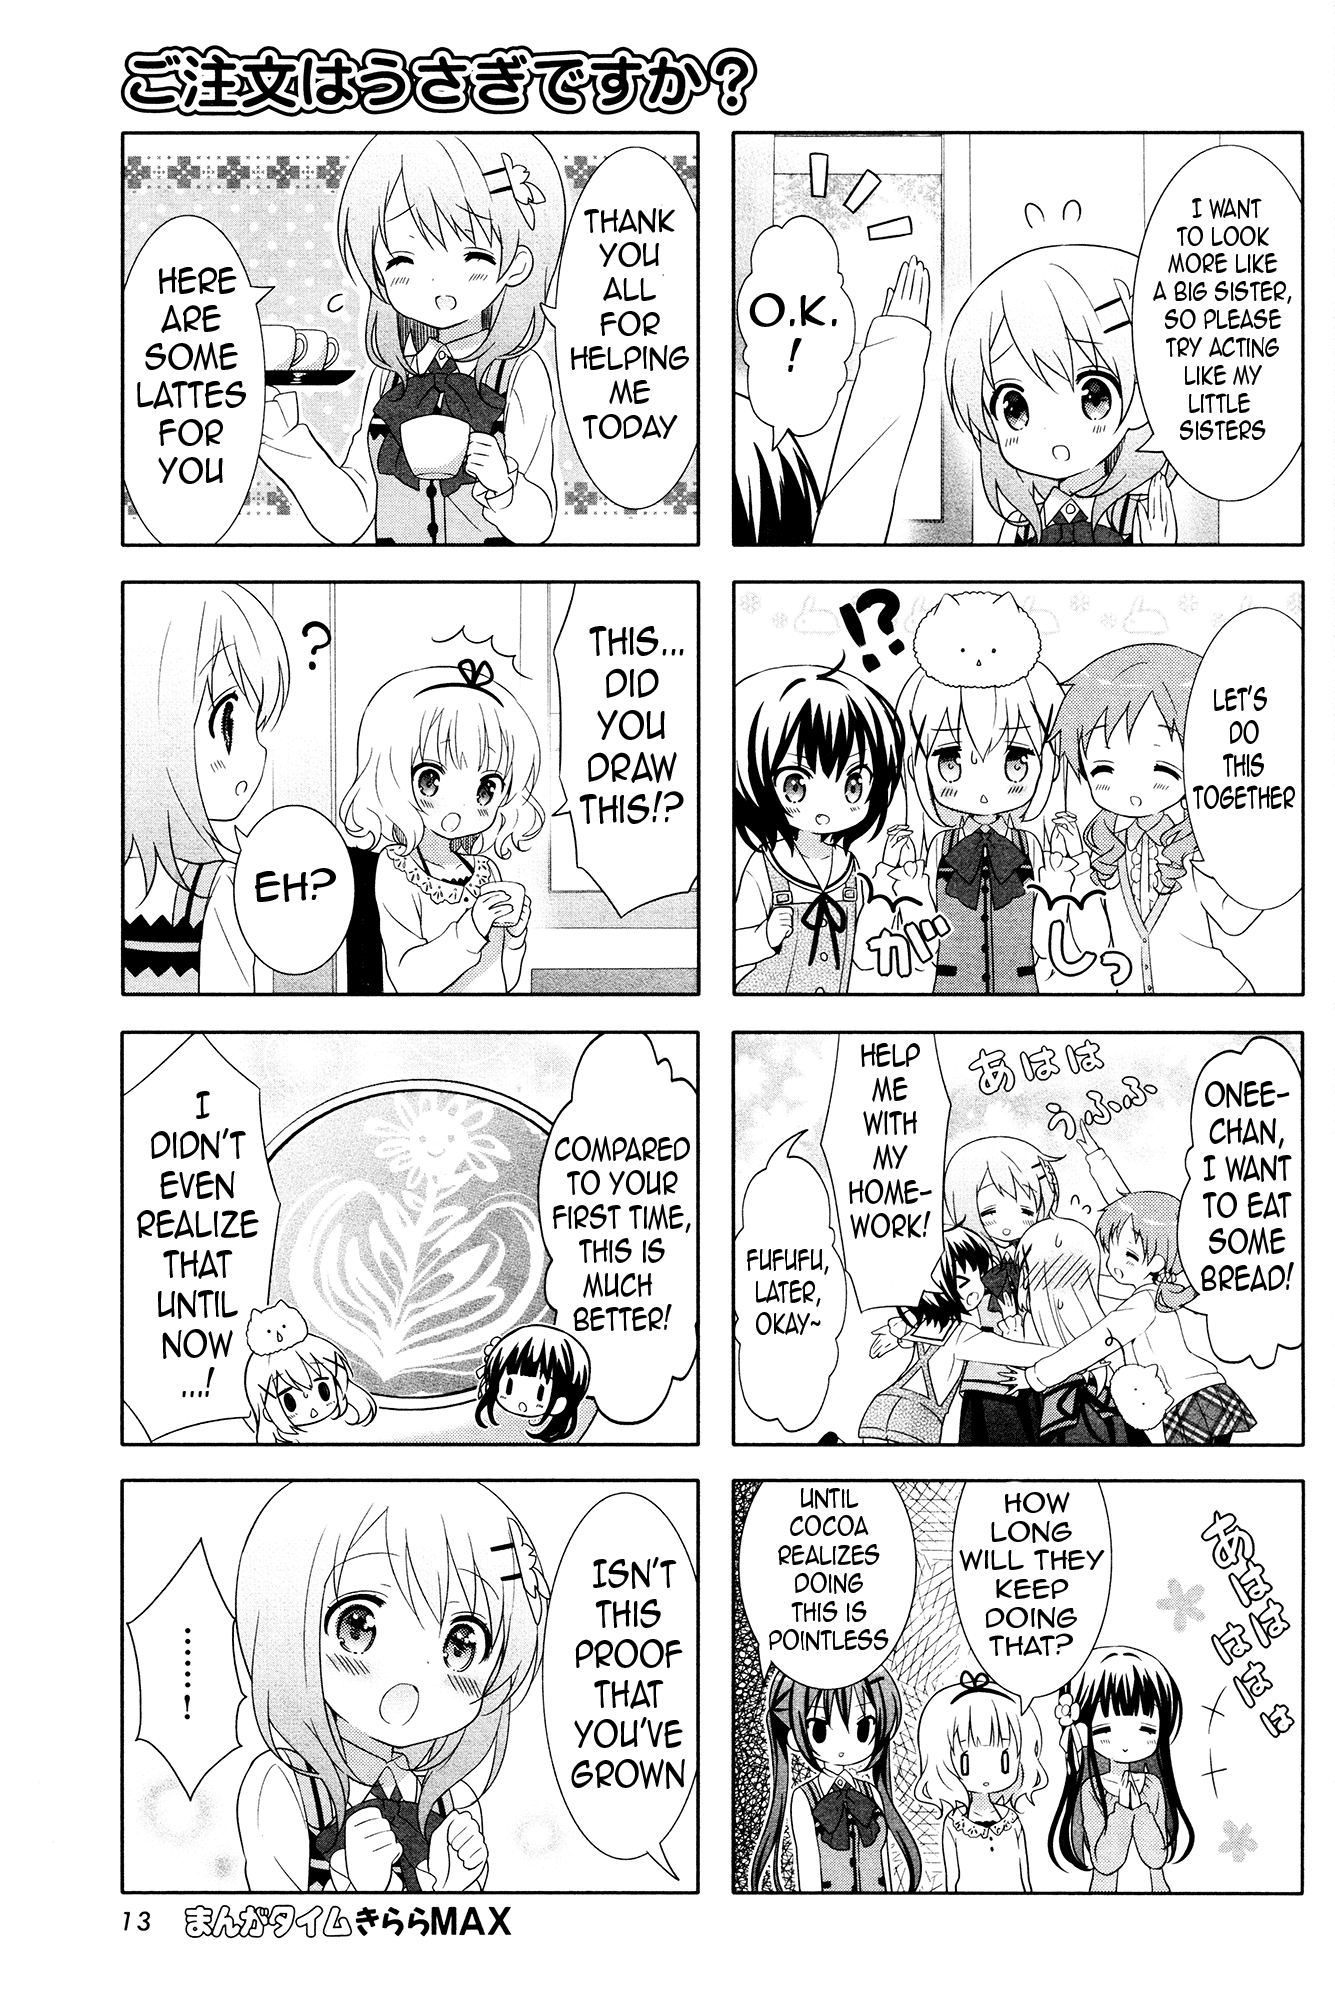 ご注文はうさぎですか?
I WANT
TO LOOK
MORE LIKE
A BIG SISTER,
SO PLEASE
TRY ACTING
LIKE MY
LITTLE
SISTERS
O.K.
!
LET'S
DO
THIS
TOGETHER
!?
がしっ
ONEE-
CHAN,
I WANT
TO EAT
SOME
BREAD!
あははは
うふふふ
HELP
ME
WITH
MY
HOME-
WORK!
FUFUFU,
LATER,
OKAY~
あははは
はははは
HOW
LONG
WILL THEY
KEEP
DOING
THAT?
UNTIL
COCOA
REALIZES
DOING
THIS IS
POINTLESS
THANK
YOU
ALL
FOR
HELPING
ME
TODAY
HERE
ARE
SOME
LATTES
FOR
YOU
THIS...
DID
YOU
DRAW
THIS!?
?
EH?
COMPARED
TO YOUR
FIRST TIME,
THIS IS
MUCH
BETTER!
I
DIDN'T
EVEN
REALIZE
THAT
UNTIL
NOW
...!
ISN'T
THIS
PROOF
THAT
YOU'VE
GROWN
......!
13 まんがタイムきららMAX